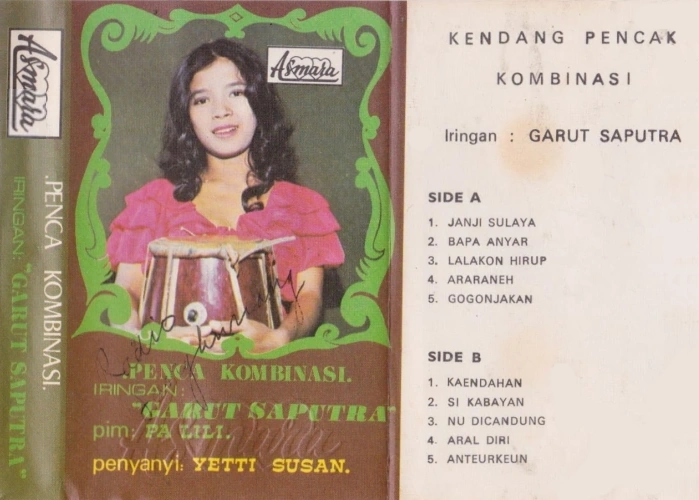 Asmara
.PENCA KOMBINASI.
IRINGAN: "GARUT SAPUTRA"
Asmara
.PENCA KOMBINASI.
IRINGAN:
"GARUT SAPUTRA"
pim: PA LILI.
penyanyi: YETTI SUSAN.
KENDANG PENCAK
KOMBINASI
Iringan : GARUT SAPUTRA
SIDE A
1. JANJI SULAYA
2. BAPA ANYAR
3. LALAKON HIRUP
4. ARARANEH
5. GOGONJAKAN
SIDE B
1. KAENDAHAN
2. SI KABAYAN
3. NU DICANDUNG
4. ARAL DIRI
5. ANTEURKEUN